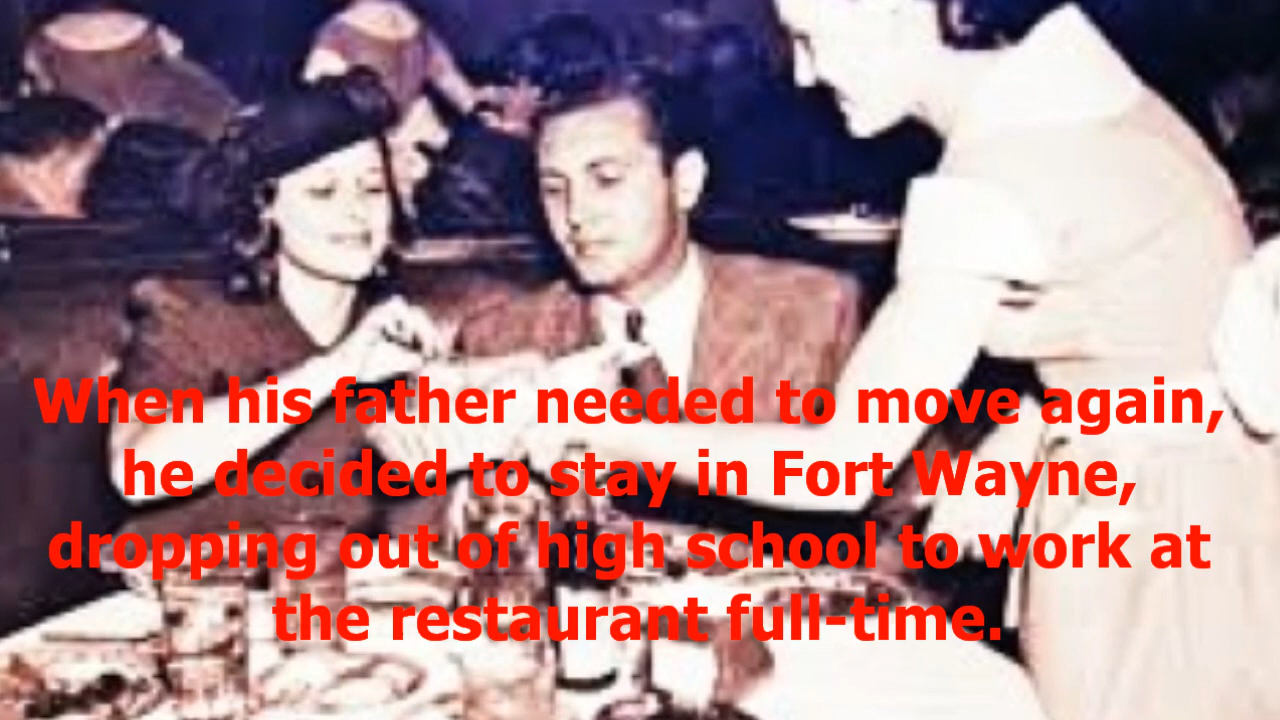 When his father needed to move again,
he decided to stay in Fort Wayne,
dropping out of high school to work at
the restaurant full-time.